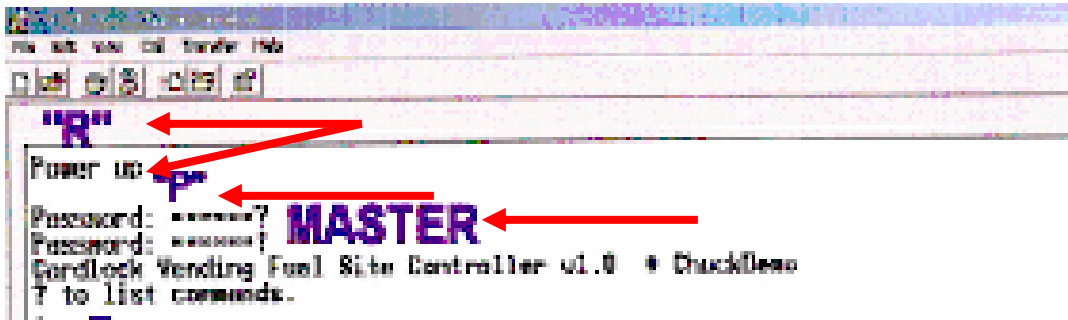 Edit View Call Transfer Help
"R"
Power up
"P"
Password: *******?
MASTER
Password: *******?
Cardlock Vending Fuel Site Controller v1.0 # ChuckDemo
? to list commands.